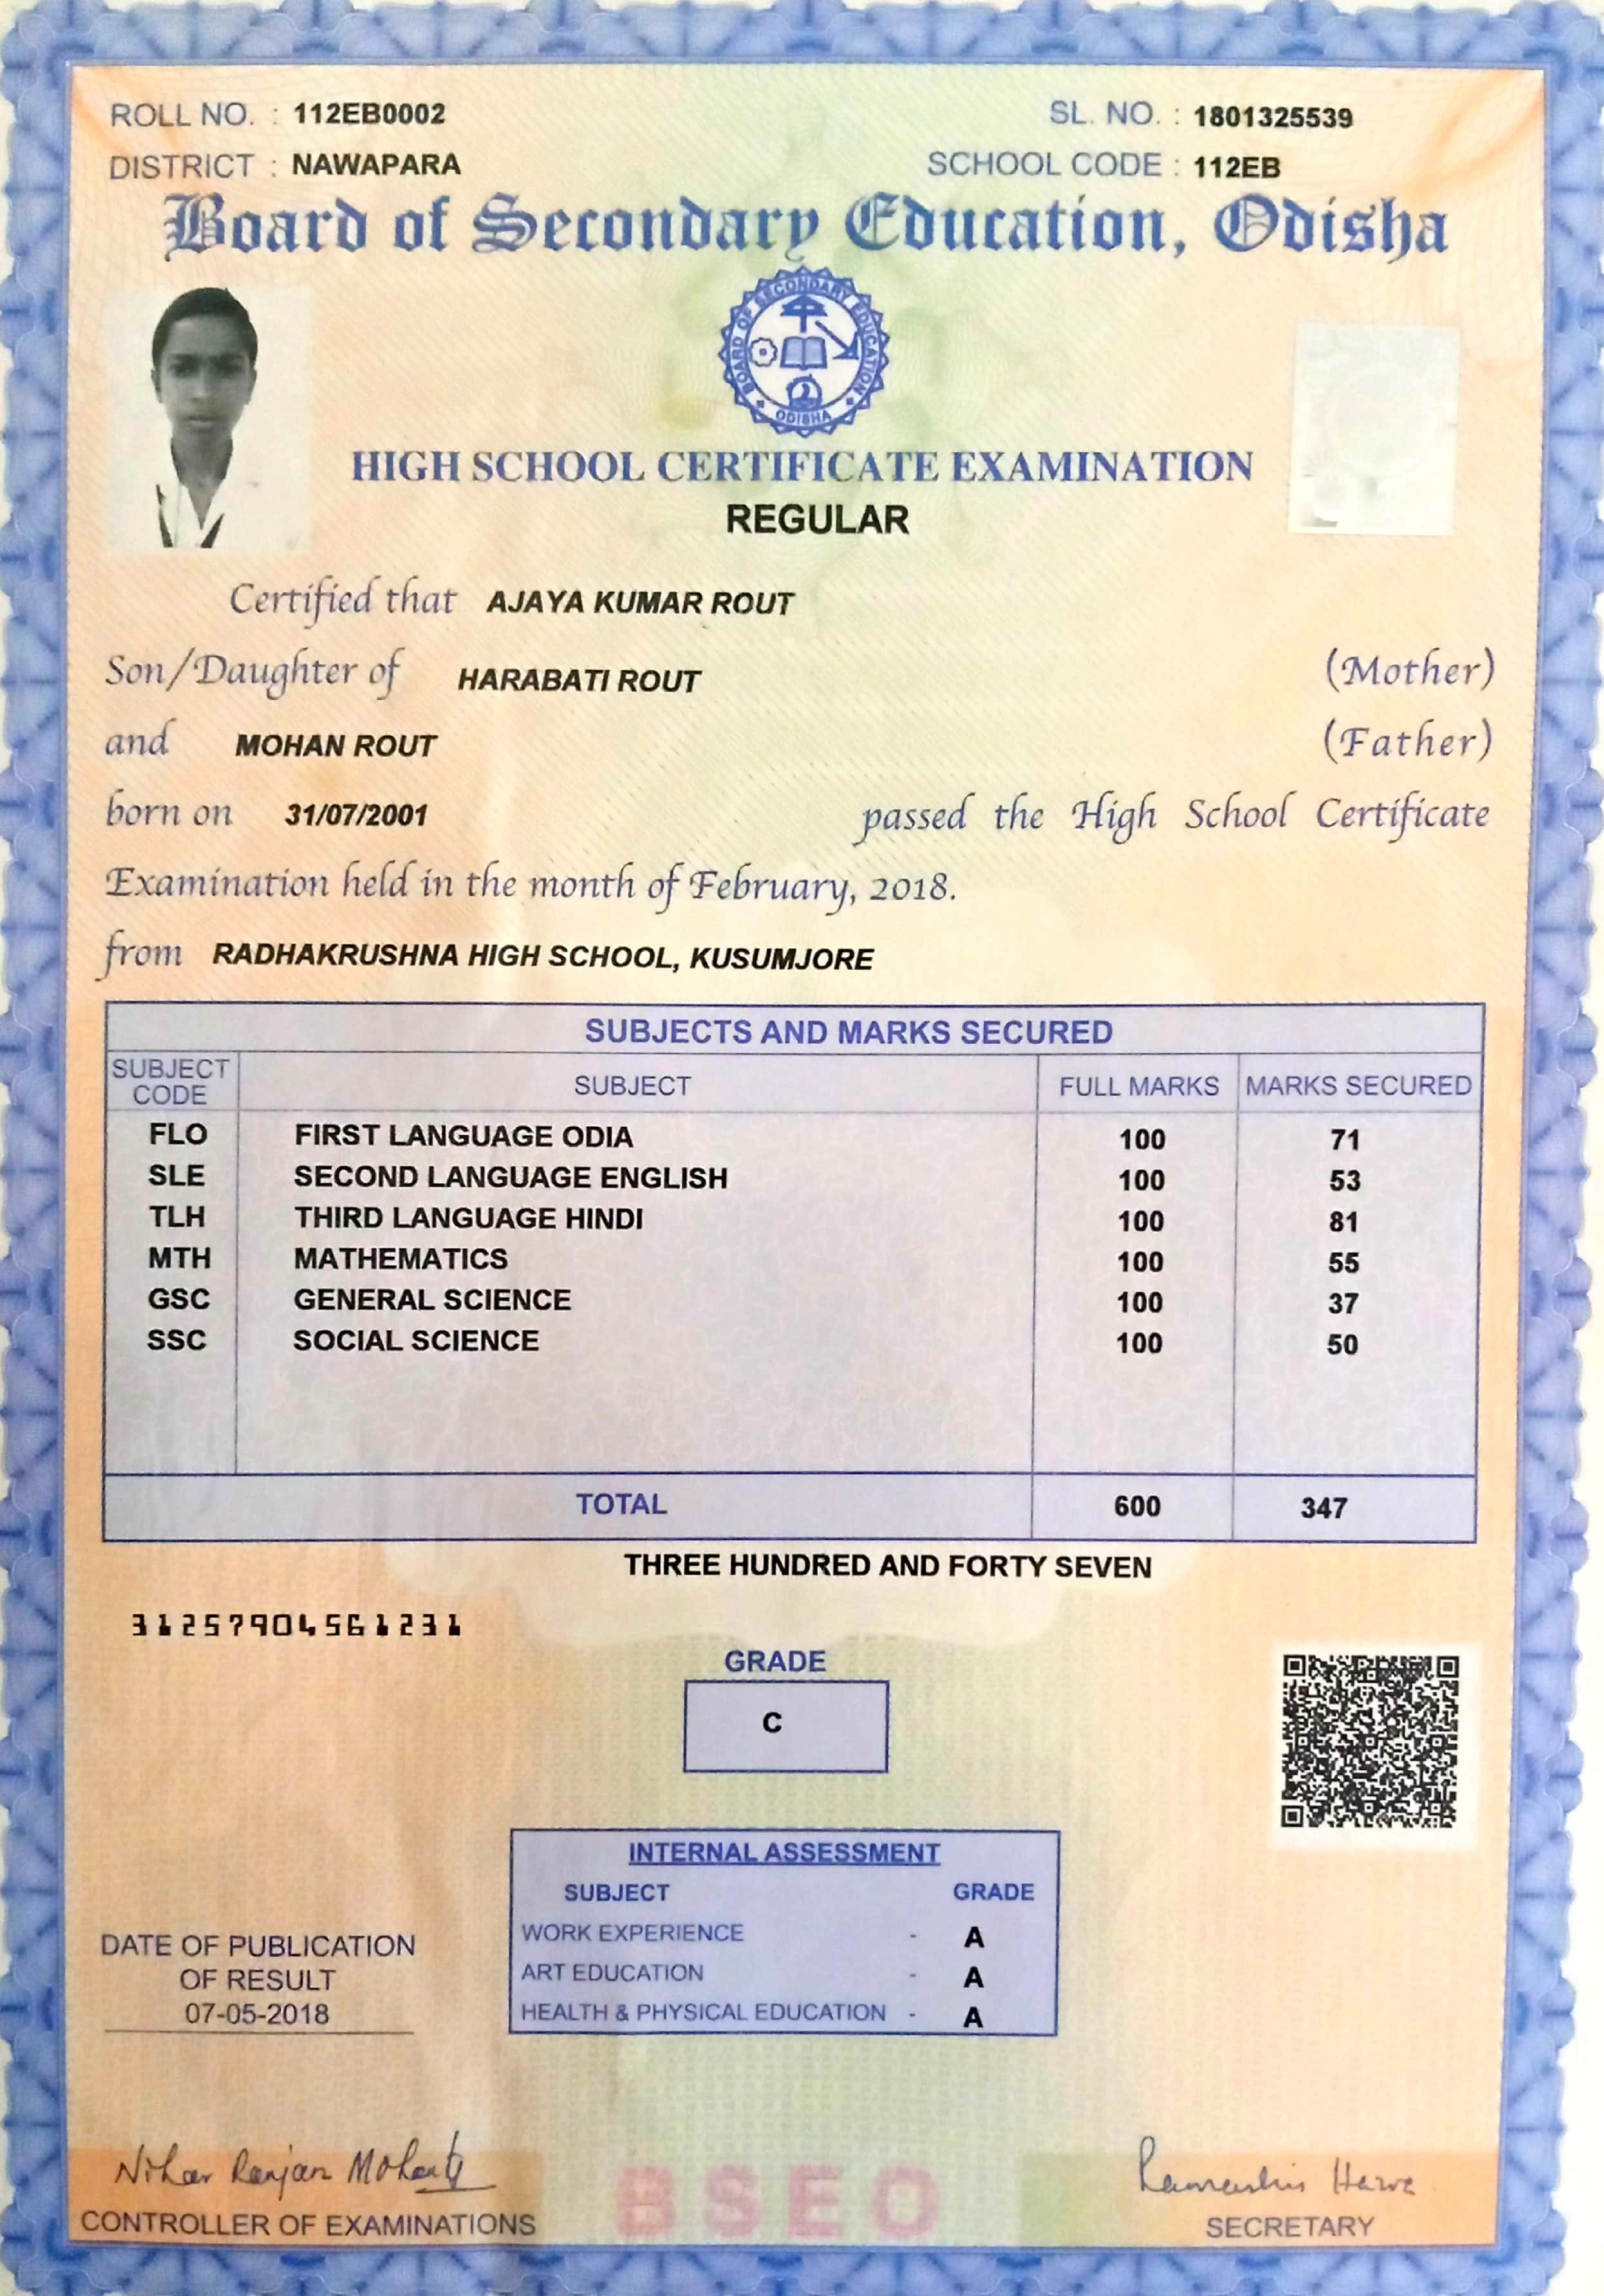 ROLL NO. : 112EB0002 SL. NO. : 1801325539
DISTRICT : NAWAPARA SCHOOL CODE : 112EB
Board of Secondary Education, Odisha
BOARD OF SECONDARY EDUCATION
ODISHA
HIGH SCHOOL CERTIFICATE EXAMINATION
REGULAR
Certified that AJAYA KUMAR ROUT
Son/Daughter of HARABATI ROUT (Mother)
and MOHAN ROUT (Father)
born on 31/07/2001 passed the High School Certificate
Examination held in the month of February, 2018.
from RADHAKRUSHNA HIGH SCHOOL, KUSUMJORE
SUBJECTS AND MARKS SECURED
SUBJECT CODE SUBJECT FULL MARKS MARKS SECURED
FLO FIRST LANGUAGE ODIA 100 71
SLE SECOND LANGUAGE ENGLISH 100 53
TLH THIRD LANGUAGE HINDI 100 81
MTH MATHEMATICS 100 55
GSC GENERAL SCIENCE 100 37
SSC SOCIAL SCIENCE 100 50
TOTAL 600 347
THREE HUNDRED AND FORTY SEVEN
31257904561231
GRADE
C
INTERNAL ASSESSMENT
SUBJECT GRADE
WORK EXPERIENCE - A
ART EDUCATION - A
HEALTH & PHYSICAL EDUCATION - A
DATE OF PUBLICATION
OF RESULT
07-05-2018
Nihar Ranjan Mohanty
CONTROLLER OF EXAMINATIONS
BSEO
SECRETARY